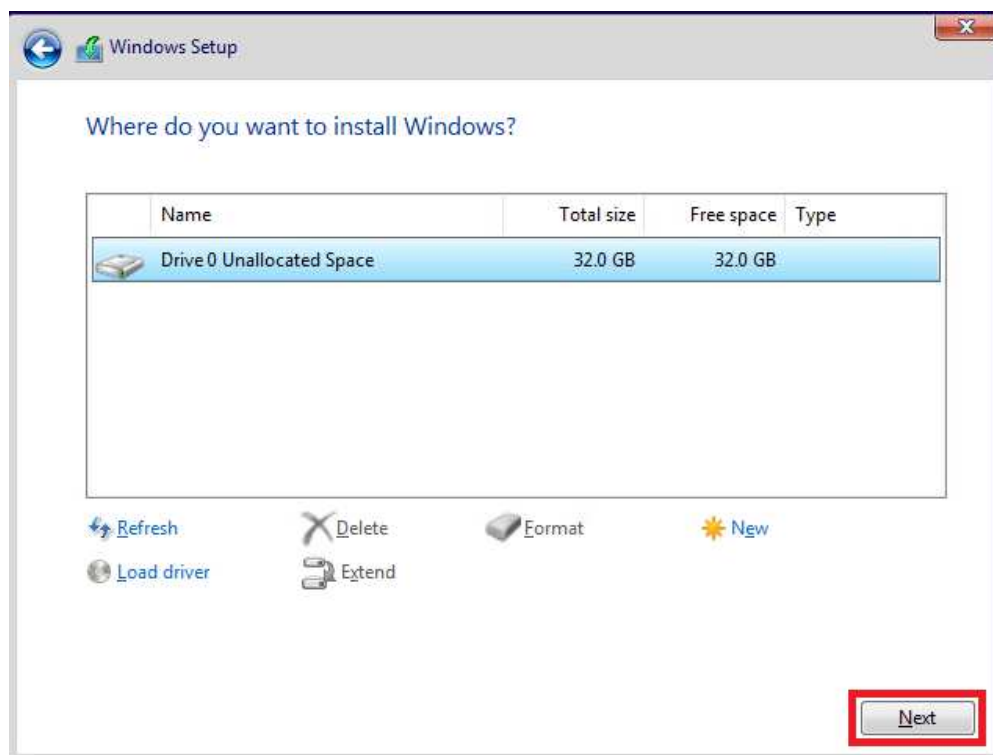 Windows Setup
Where do you want to install Windows?
Name Total size Free space Type
Drive 0 Unallocated Space 32.0 GB 32.0 GB
Refresh Delete Format New
Load driver Extend
Next